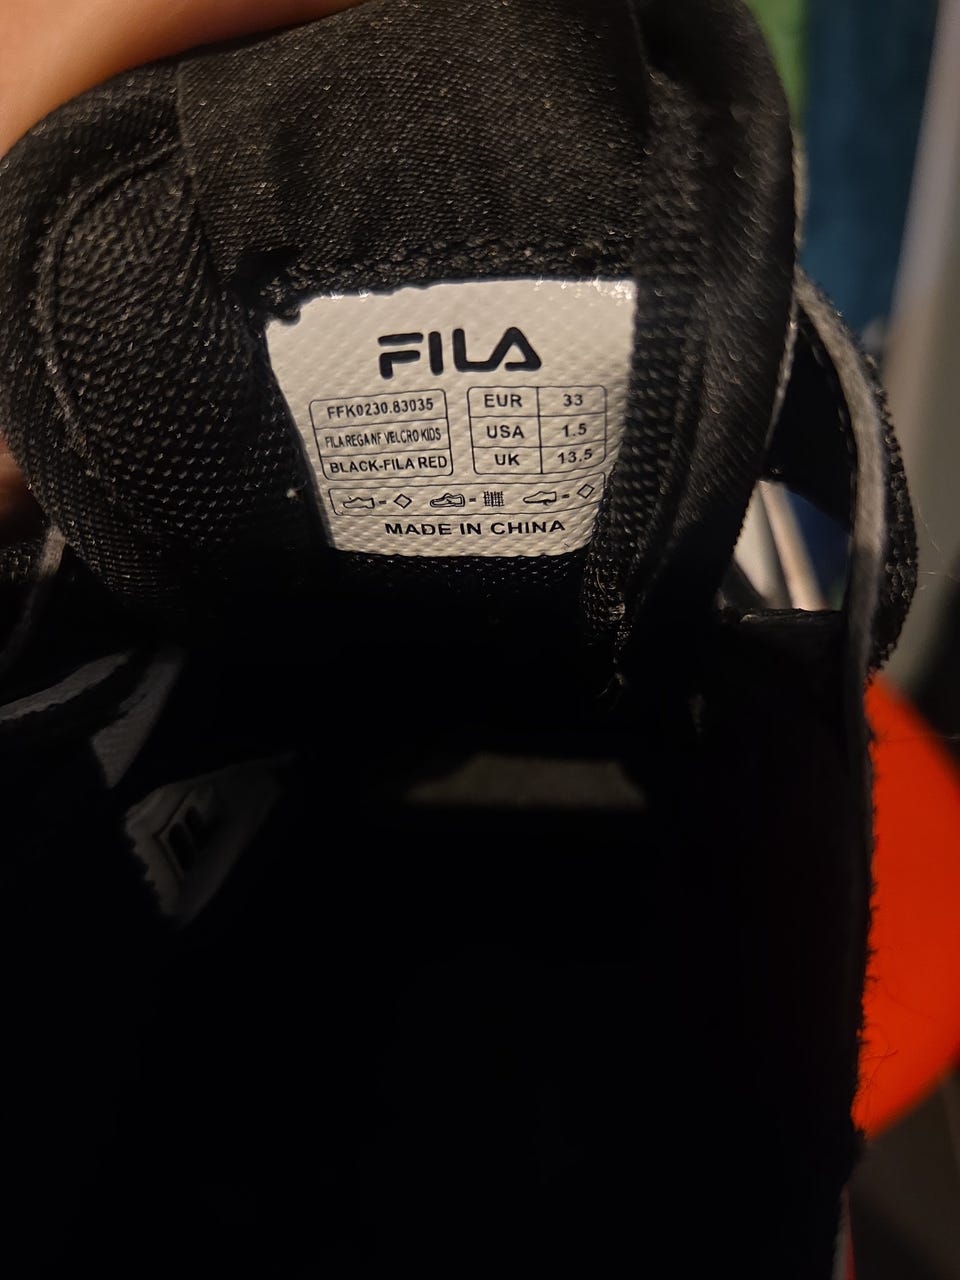 FILA
FFK0230.83035
FILA REGA NF VELCRO KIDS
BLACK-FILA RED
EUR 33
USA 1.5
UK 13.5
MADE IN CHINA